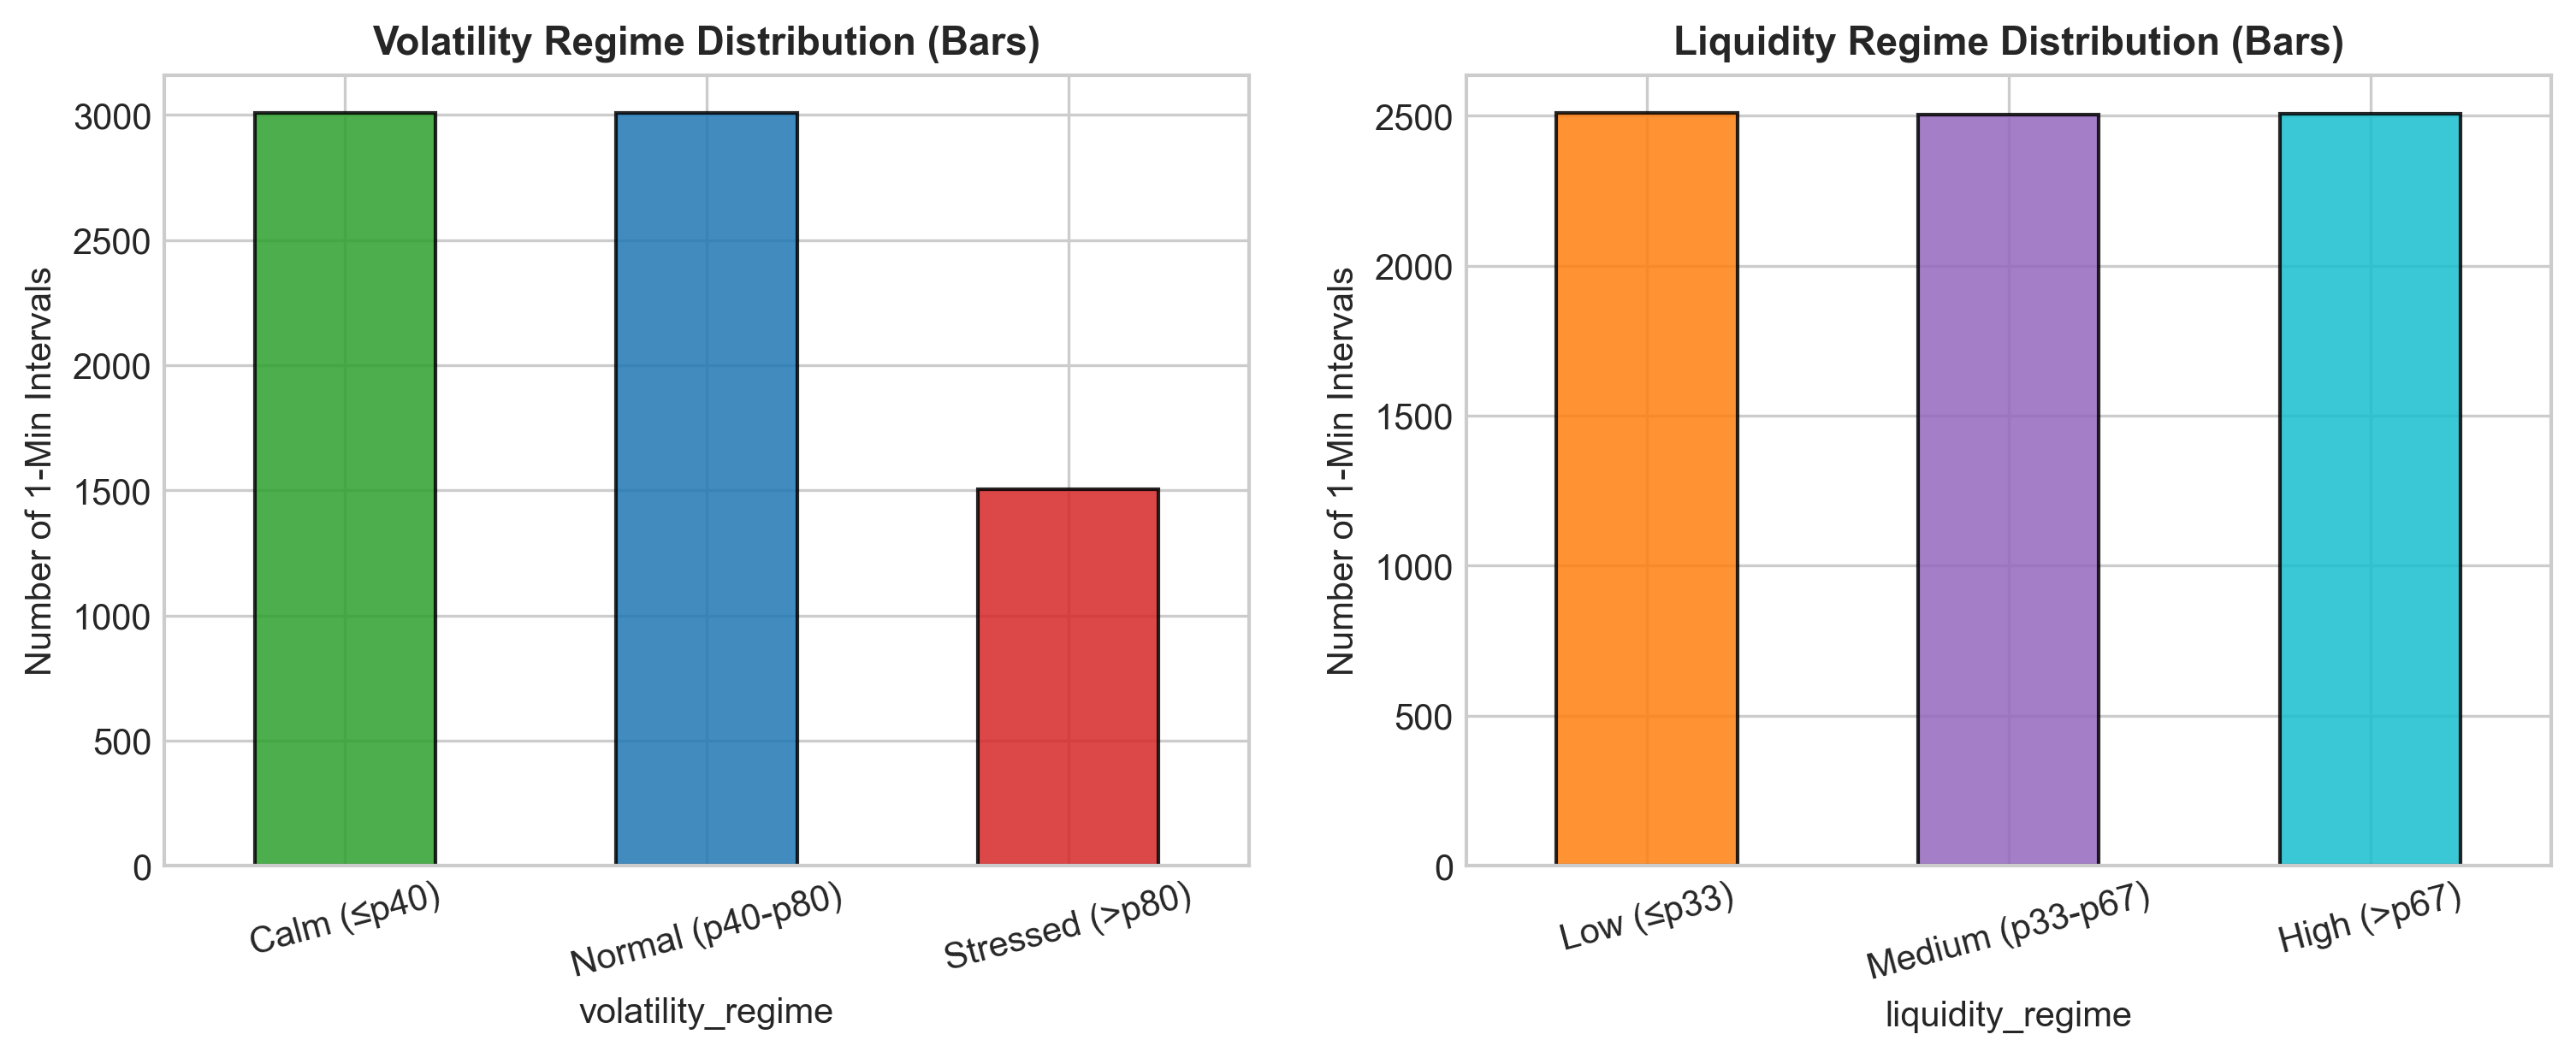 Volatility Regime Distribution (Bars)
Number of 1-Min Intervals
3000
2500
2000
1500
1000
500
0
Calm (≤p40)
Normal (p40-p80)
Stressed (>p80)
volatility_regime
Liquidity Regime Distribution (Bars)
Number of 1-Min Intervals
2500
2000
1500
1000
500
0
Low (≤p33)
Medium (p33-p67)
High (>p67)
liquidity_regime